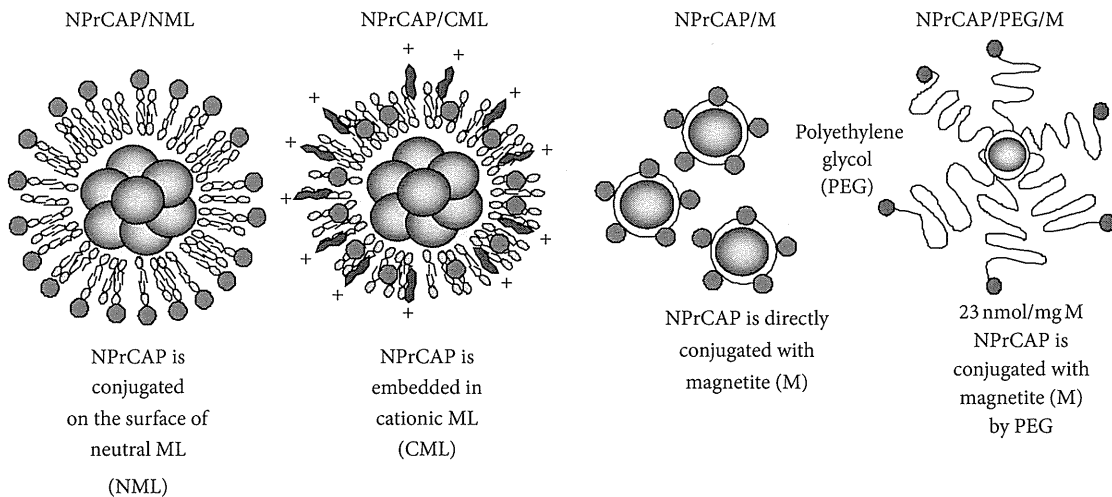 NPrCAP/NML
NPrCAP/CML
NPrCAP/M
NPrCAP/PEG/M
+
+
+
+
+
+
+
+
+
+
+
+
Polyethylene
glycol
(PEG)
NPrCAP is
conjugated
on the surface of
neutral ML
(NML)
NPrCAP is
embedded in
cationic ML
(CML)
NPrCAP is directly
conjugated with
magnetite (M)
23 nmol/mg M
NPrCAP is
conjugated with
magnetite (M)
by PEG